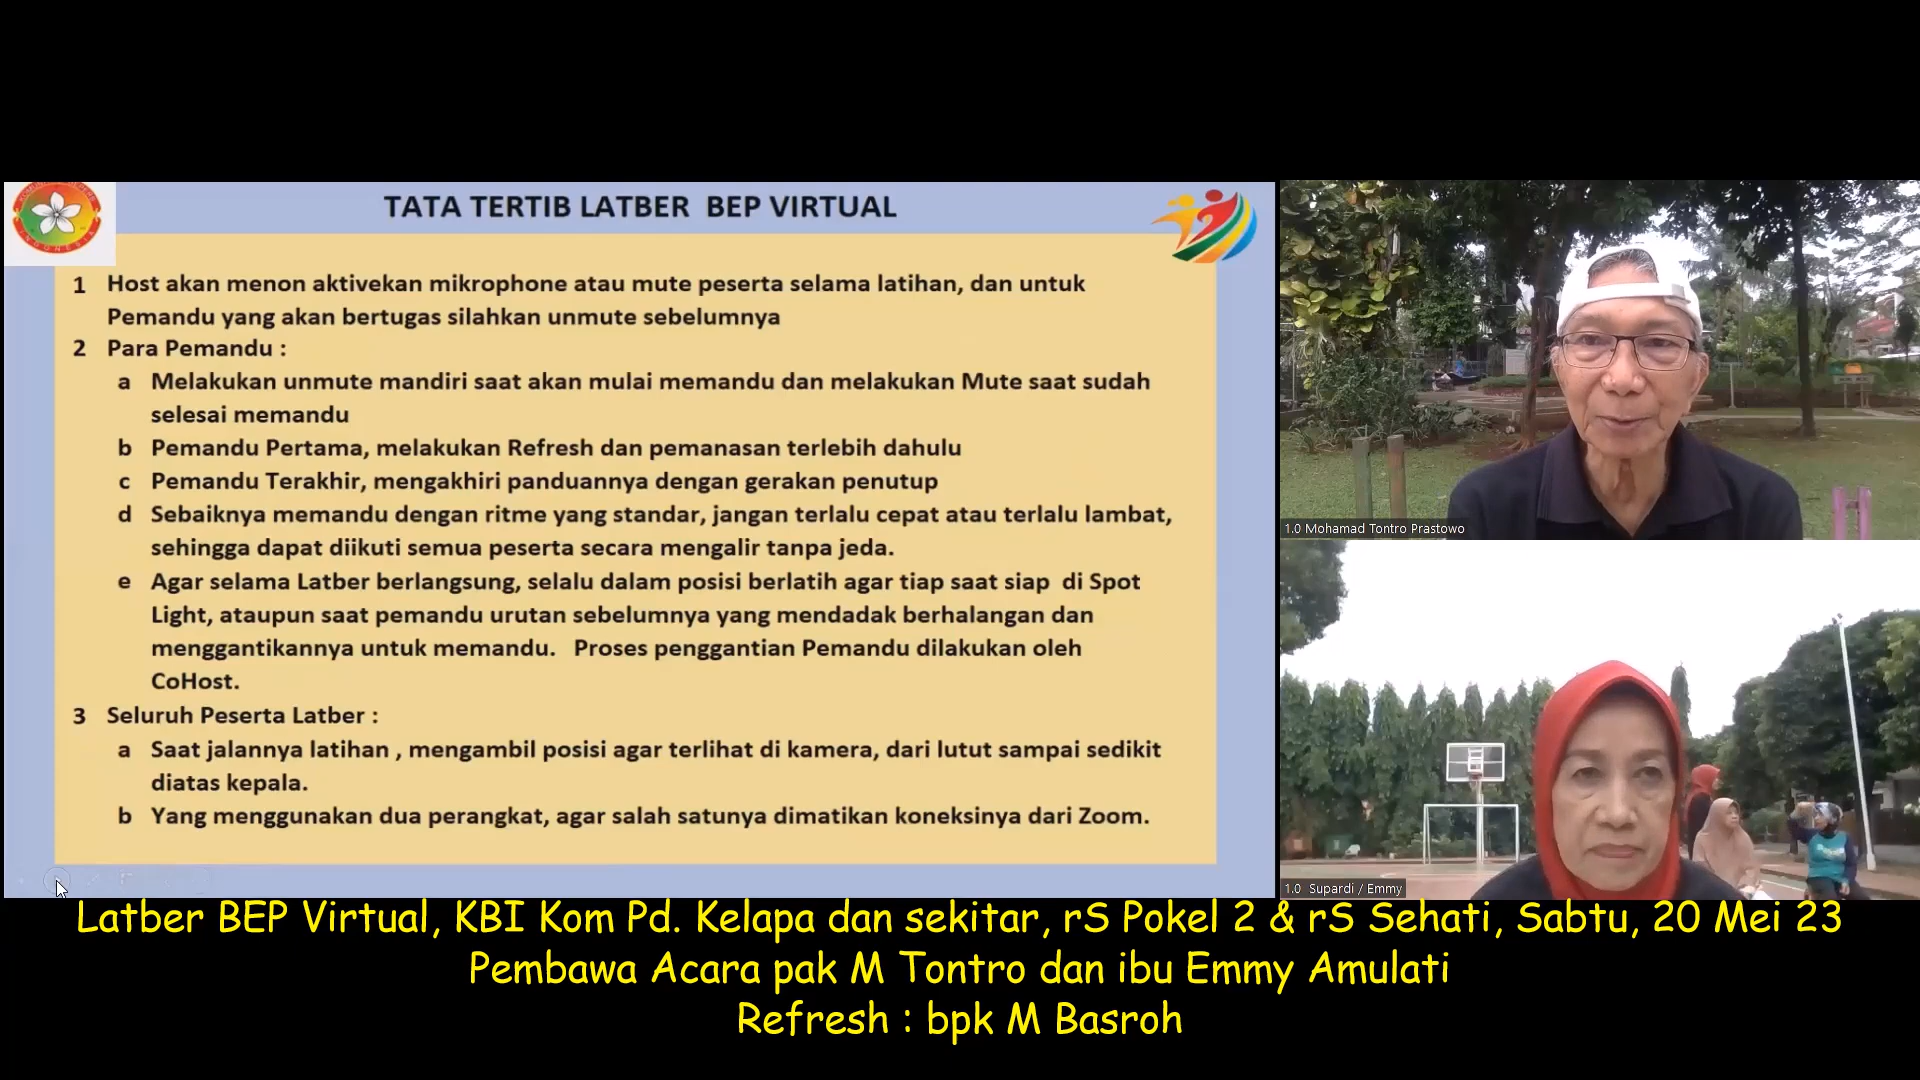 TATA TERTIB LATBER BEP VIRTUAL
1 Host akan menon aktivekan mikrophone atau mute peserta selama latihan, dan untuk
Pemandu yang akan bertugas silahkan unmute sebelumnya
2 Para Pemandu :
a Melakukan unmute mandiri saat akan mulai memandu dan melakukan Mute saat sudah
selesai memandu
b Pemandu Pertama, melakukan Refresh dan pemanasan terlebih dahulu
c Pemandu Terakhir, mengakhiri panduannya dengan gerakan penutup
d Sebaiknya memandu dengan ritme yang standar, jangan terlalu cepat atau terlalu lambat,
sehingga dapat diikuti semua peserta secara mengalir tanpa jeda.
e Agar selama Latber berlangsung, selalu dalam posisi berlatih agar tiap saat siap di Spot
Light, ataupun saat pemandu urutan sebelumnya yang mendadak berhalangan dan
menggantikannya untuk memandu. Proses penggantian Pemandu dilakukan oleh
CoHost.
3 Seluruh Peserta Latber :
a Saat jalannya latihan , mengambil posisi agar terlihat di kamera, dari lutut sampai sedikit
diatas kepala.
b Yang menggunakan dua perangkat, agar salah satunya dimatikan koneksinya dari Zoom.
1.0 Mohamad Tontro Prastowo
1.0 Supardi / Emmy
Latber BEP Virtual, KBI Kom Pd. Kelapa dan sekitar, rS Pokel 2 & rS Sehati, Sabtu, 20 Mei 23
Pembawa Acara pak M Tontro dan ibu Emmy Amulati
Refresh : bpk M Basroh